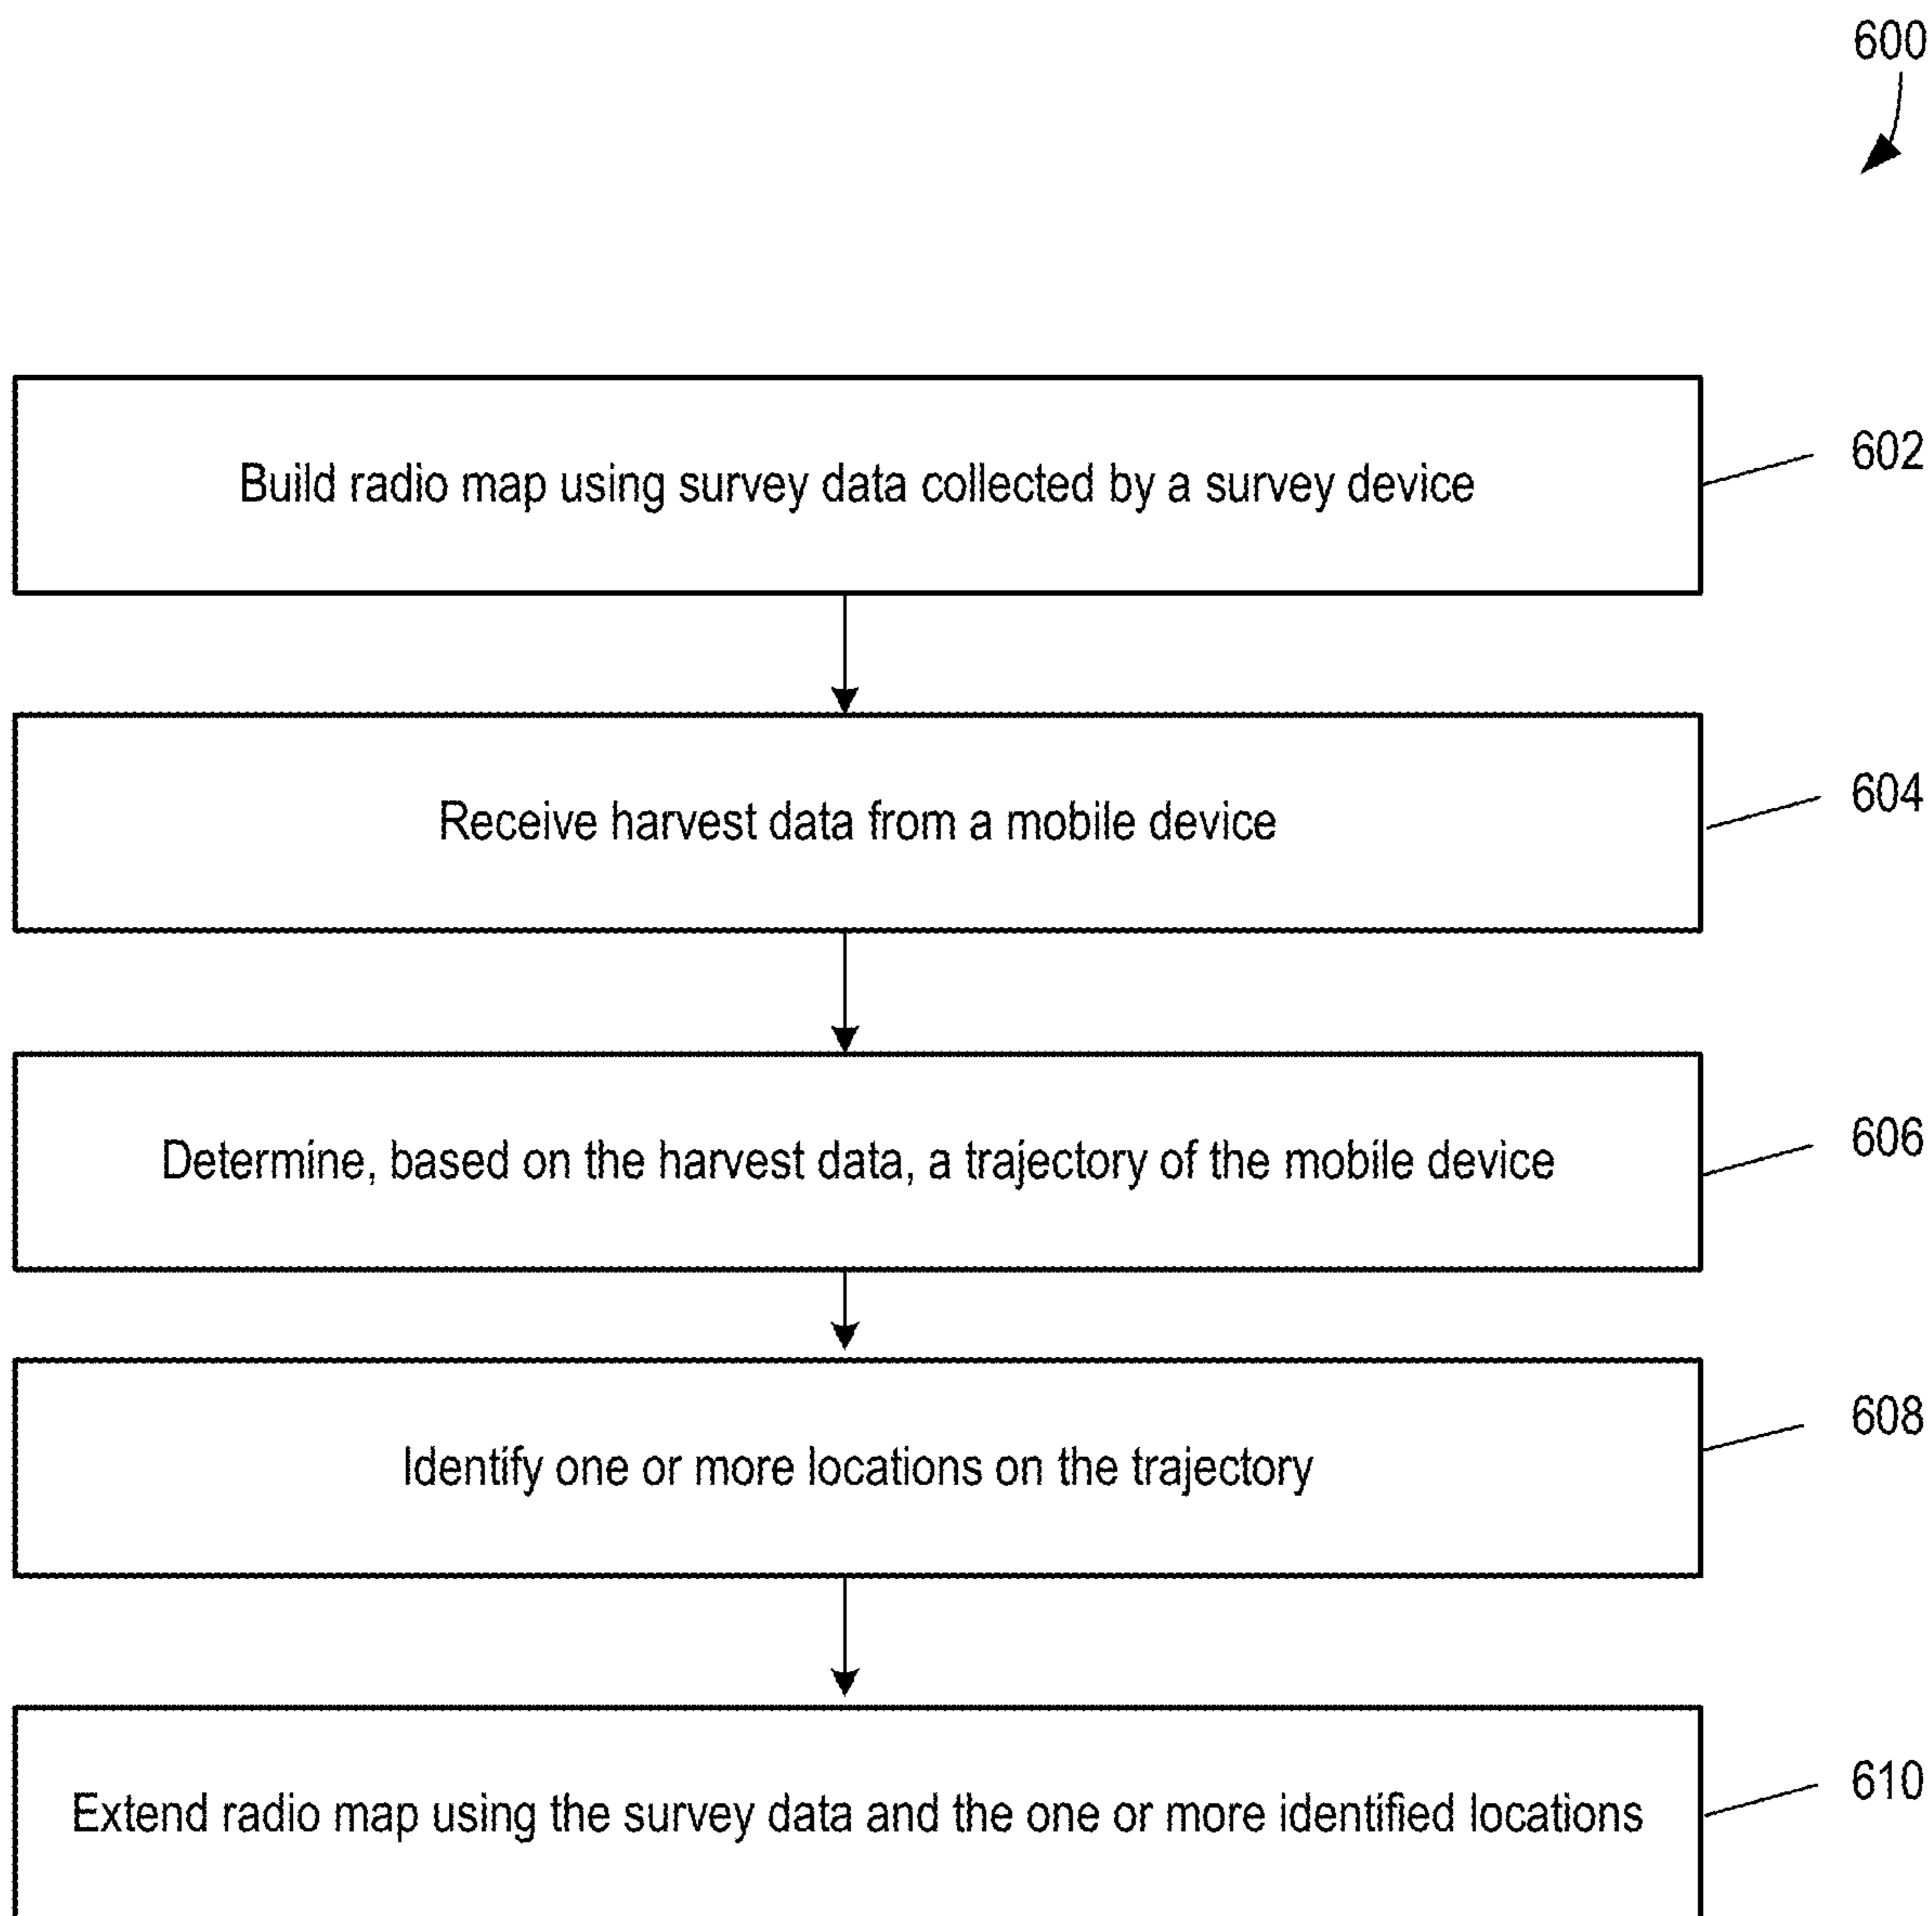 600
Build radio map using survey data collected by a survey device
602
Receive harvest data from a mobile device
604
Determine, based on the harvest data, a trajectory of the mobile device
606
Identify one or more locations on the trajectory
608
Extend radio map using the survey data and the one or more identified locations
610